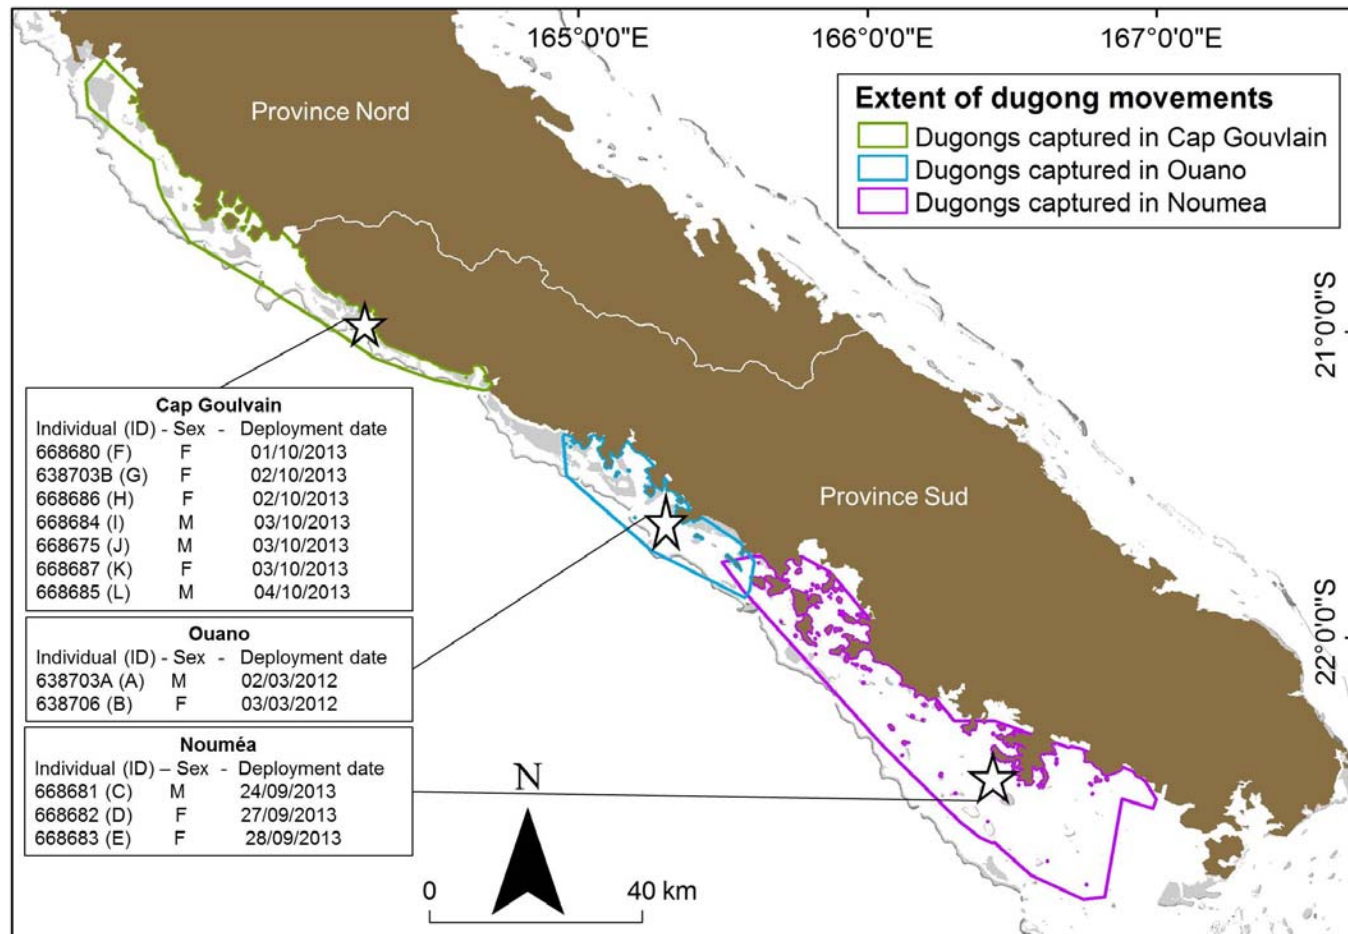 165°0'0"E 166°0'0"E 167°0'0"E
Extent of dugong movements
Dugongs captured in Cap Gouvlain
Dugongs captured in Ouano
Dugongs captured in Noumea
Province Nord
21°0'0"S
Cap Goulvain
Individual (ID) - Sex - Deployment date
668680 (F) F 01/10/2013
638703B (G) F 02/10/2013
668686 (H) F 02/10/2013
668684 (I) M 03/10/2013
668675 (J) M 03/10/2013
668687 (K) F 03/10/2013
668685 (L) M 04/10/2013
Province Sud
22°0'0"S
Ouano
Individual (ID) - Sex - Deployment date
638703A (A) M 02/03/2012
638706 (B) F 03/03/2012
Nouméa
Individual (ID) – Sex - Deployment date
668681 (C) M 24/09/2013
668682 (D) F 27/09/2013
668683 (E) F 28/09/2013
N
0 40 km